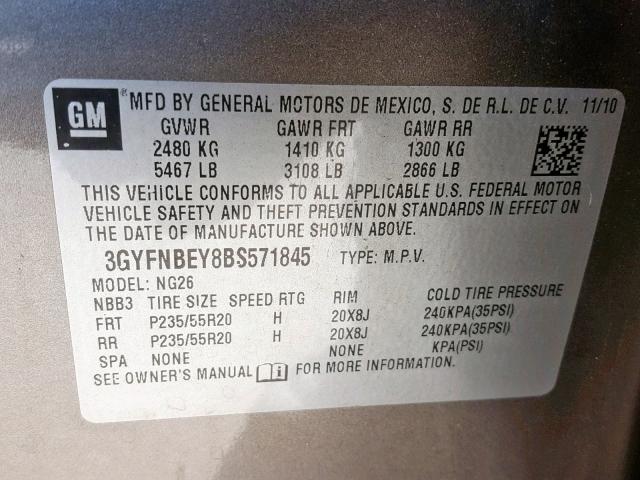 GM ® MFD BY GENERAL MOTORS DE MEXICO, S. DE R.L. DE C.V. 11/10
GVWR GAWR FRT GAWR RR
2480 KG 1410 KG 1300 KG
5467 LB 3108 LB 2866 LB
THIS VEHICLE CONFORMS TO ALL APPLICABLE U.S. FEDERAL MOTOR
VEHICLE SAFETY AND THEFT PREVENTION STANDARDS IN EFFECT ON
THE DATE OF MANUFACTURE SHOWN ABOVE.
3GYFNBEY8BS571845 TYPE: M.P.V.
MODEL: NG26
NBB3 TIRE SIZE SPEED RTG RIM COLD TIRE PRESSURE
FRT P235/55R20 H 20X8J 240KPA(35PSI)
RR P235/55R20 H 20X8J 240KPA(35PSI)
SPA NONE NONE KPA(PSI)
SEE OWNER'S MANUAL FOR MORE INFORMATION.